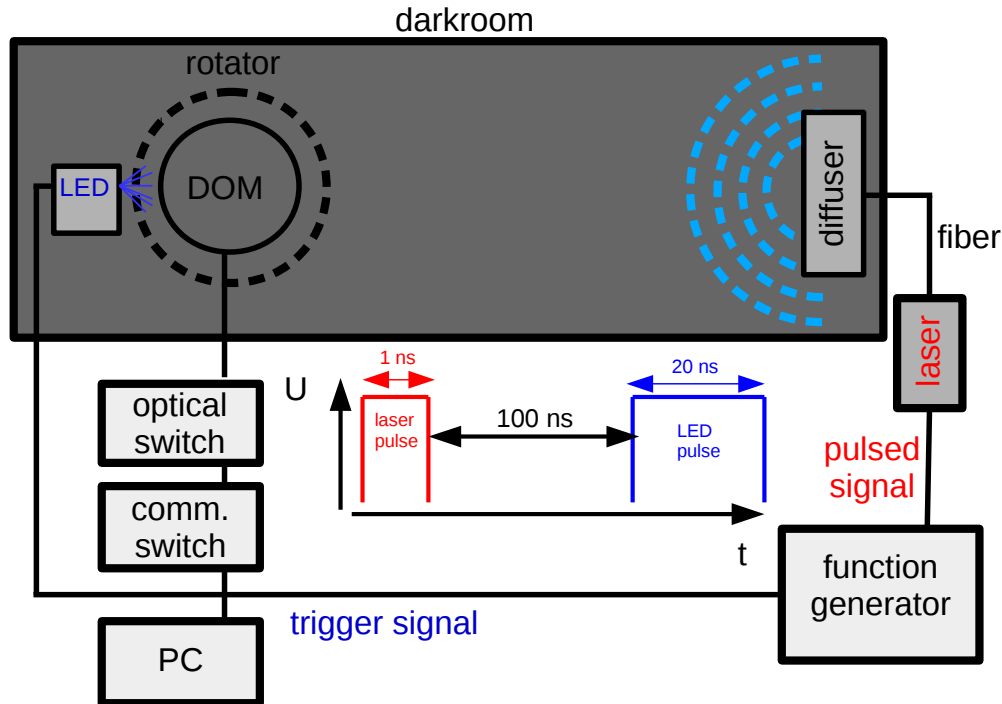 darkroom
rotator
LED
DOM
diffuser
fiber
laser
optical
switch
comm.
switch
PC
U
1 ns
laser
pulse
100 ns
20 ns
LED
pulse
t
pulsed
signal
function
generator
trigger signal